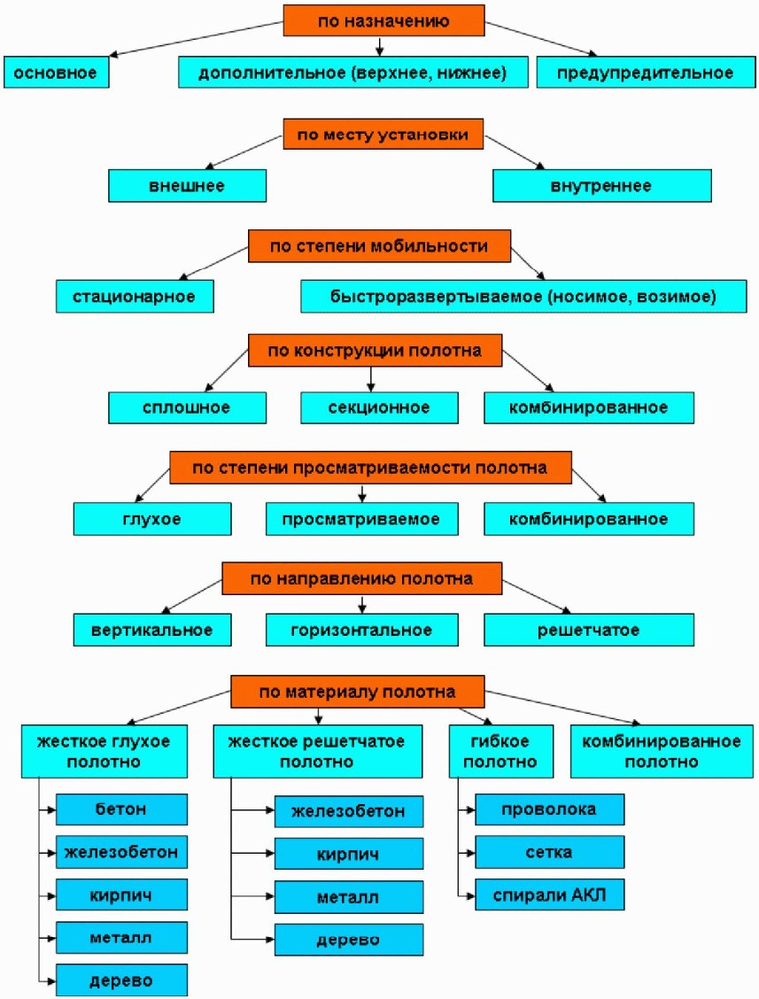 по назначению
основное
дополнительное (верхнее, нижнее)
предупредительное
по месту установки
внешнее
внутреннее
по степени мобильности
стационарное
быстроразвертываемое (носимое, возимое)
по конструкции полотна
сплошное
секционное
комбинированное
по степени просматриваемости полотна
глухое
просматриваемое
комбинированное
по направлению полотна
вертикальное
горизонтальное
решетчатое
по материалу полотна
жесткое глухое
полотно
бетон
железобетон
кирпич
металл
дерево
жесткое решетчатое
полотно
железобетон
кирпич
металл
дерево
гибкое
полотно
проволока
сетка
спирали АКЛ
комбинированное
полотно